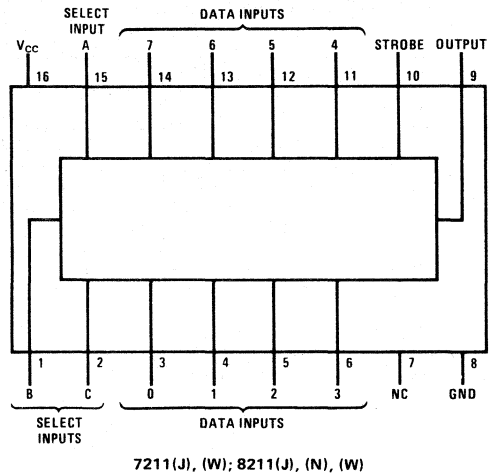 SELECT INPUT
DATA INPUTS
V_CC A 7 6 5 4 STROBE OUTPUT
16 15 14 13 12 11 10 9
1 2 3 4 5 6 7 8
B C 0 1 2 3 NC GND
SELECT INPUTS
DATA INPUTS
7211(J), (W); 8211(J), (N), (W)